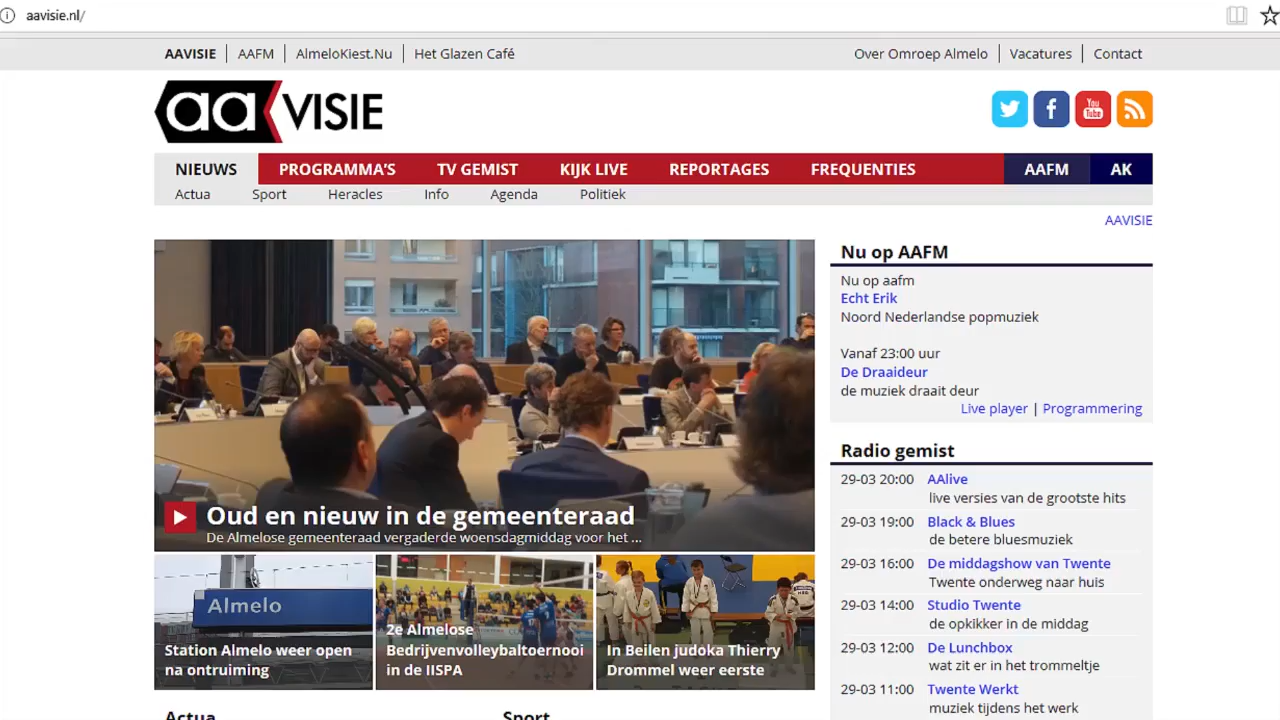 aavisie.nl/
AAVISIE | AAFM | AlmeloKiest.Nu | Het Glazen Café
Over Omroep Almelo | Vacatures | Contact
aa VISIE
You Tube
NIEUWS PROGRAMMA'S TV GEMIST KIJK LIVE REPORTAGES FREQUENTIES AAFM AK
Actua Sport Heracles Info Agenda Politiek
AAVISIE
Oud en nieuw in de gemeenteraad
De Almelose gemeenteraad vergaderde woensdagmiddag voor het ...
Almelo
Station Almelo weer open
na ontruiming
2e Almelose
Bedrijvenvolleybaltoernooi
in de IISPA
In Beilen judoka Thierry
Drommel weer eerste
Actua
Sport
Nu op AAFM
Nu op aafm
Echt Erik
Noord Nederlandse popmuziek
Vanaf 23:00 uur
De Draaideur
de muziek draait deur
Live player | Programmering
Radio gemist
29-03 20:00 AAlive
live versies van de grootste hits
29-03 19:00 Black & Blues
de betere bluesmuziek
29-03 16:00 De middagshow van Twente
Twente onderweg naar huis
29-03 14:00 Studio Twente
de opkikker in de middag
29-03 12:00 De Lunchbox
wat zit er in het trommeltje
29-03 11:00 Twente Werkt
muziek tijdens het werk